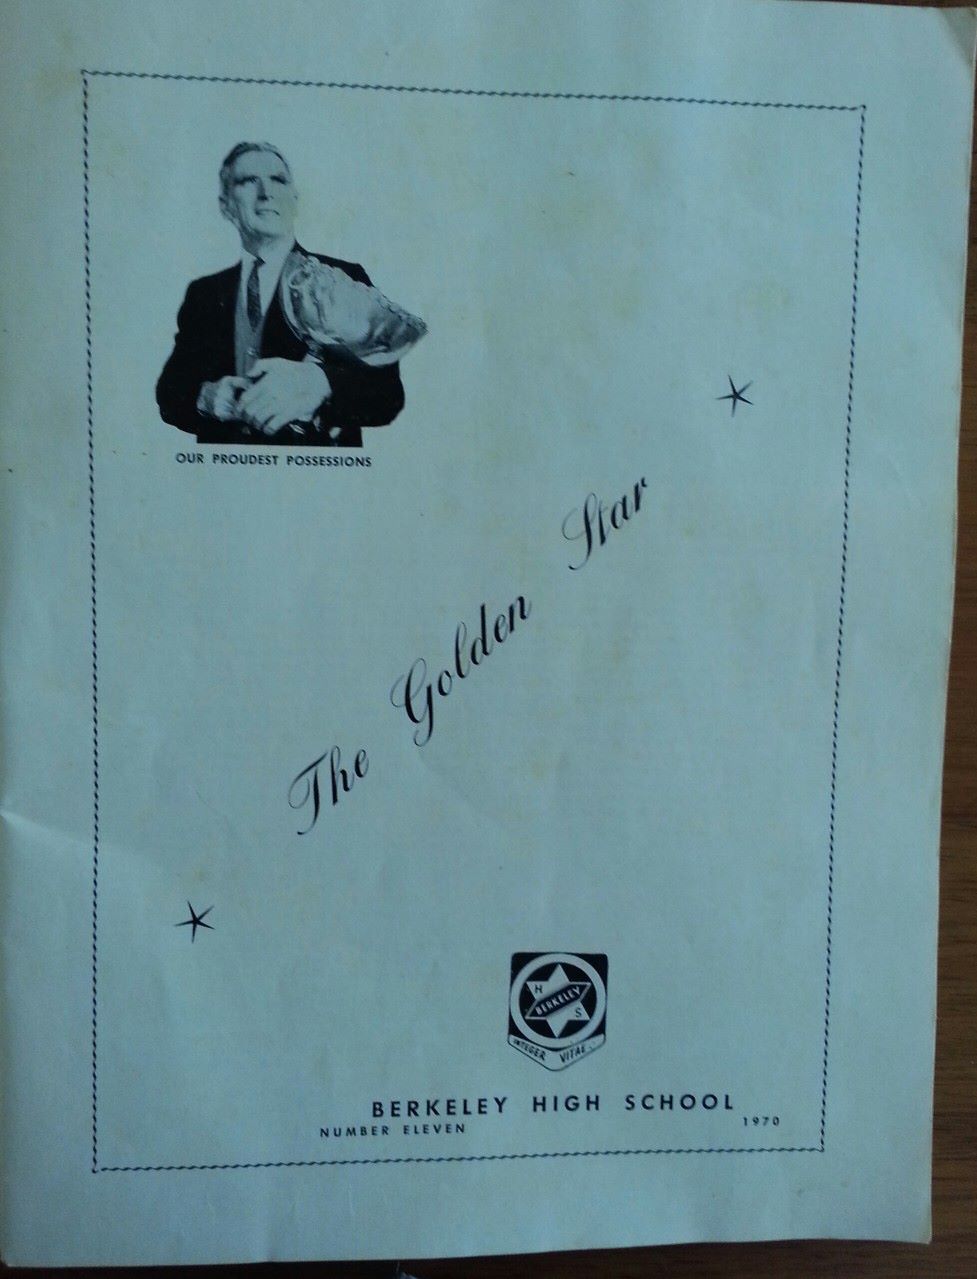 OUR PROUDEST POSSESSIONS
The Golden Star
H
BERKELEY
S
INTEGER VITAE
BERKELEY HIGH SCHOOL
NUMBER ELEVEN
1970